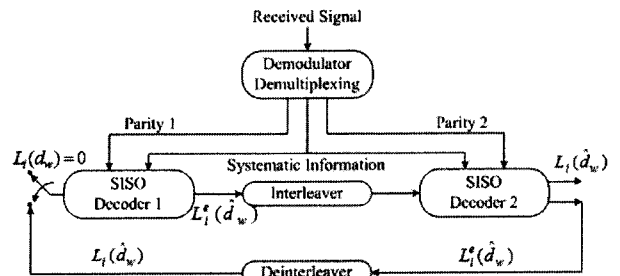 Received Signal
Demodulator
Demultiplexing
Parity 1
Parity 2
L_i(d_w)=0
Systematic Information
L_i(d̂_w)
SISO
Decoder 1
L_i^e(d̂_w)
Interleaver
SISO
Decoder 2
L_i(d̂_w)
L_i^e(d̂_w)
Deinterleaver